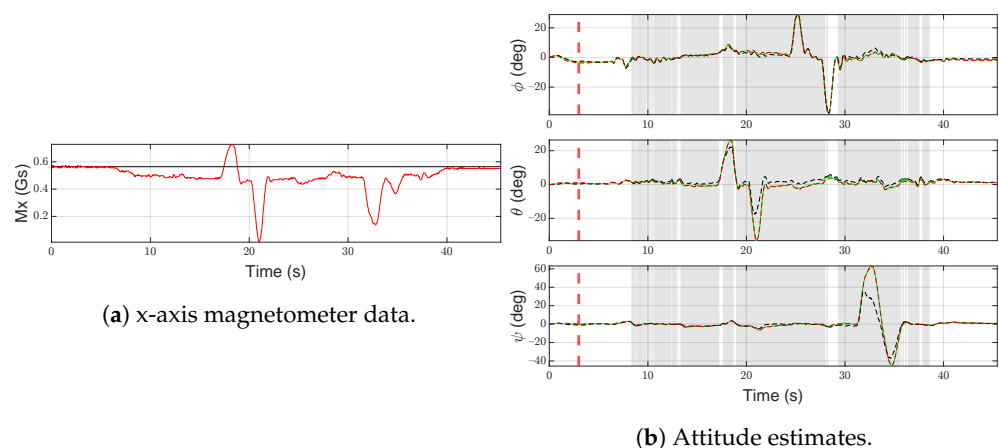 0.6
0.4
0.2
Mx (Gs)
0 20 40
Time (s)
(a) x-axis magnetometer data.
20
0
−20
ϕ (deg)
0 10 20 30 40
20
0
−20
θ (deg)
0 10 20 30 40
60
40
20
0
-20
-40
ψ (deg)
0 10 20 30 40
Time (s)
(b) Attitude estimates.